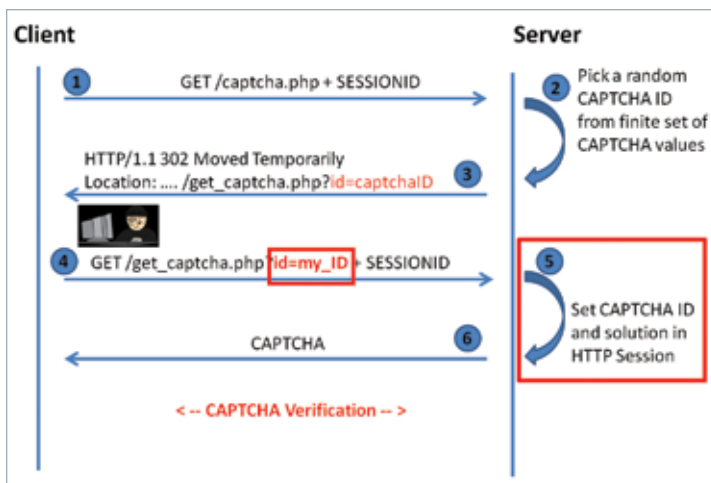 Client
Server
1
GET /captcha.php + SESSIONID
2
Pick a random
CAPTCHA ID
from finite set of
CAPTCHA values
HTTP/1.1 302 Moved Temporarily
Location: .... /get_captcha.php?id=captchaID
3
4
GET /get_captcha.php?id=my_ID + SESSIONID
5
Set CAPTCHA ID
and solution in
HTTP Session
CAPTCHA
6
< -- CAPTCHA Verification -- >